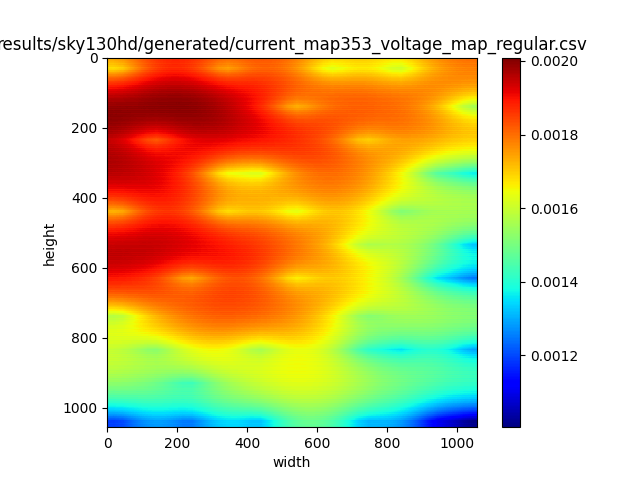 results/sky130hd/generated/current_map353_voltage_map_regular.csv
0
200
400
600
800
1000
height
0 200 400 600 800 1000
width
0.0020
0.0018
0.0016
0.0014
0.0012